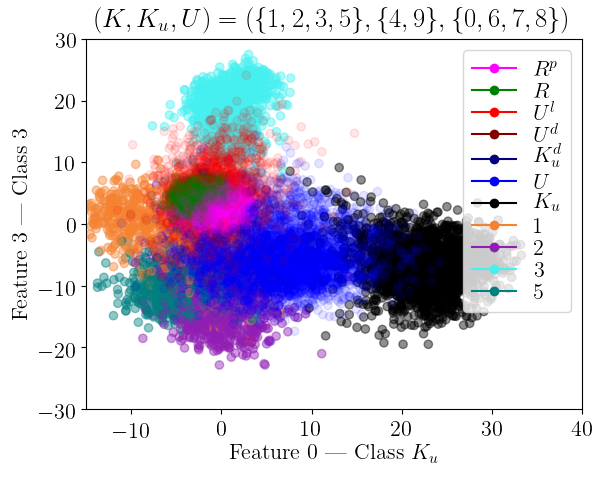 (K, K_u, U) = ({1, 2, 3, 5}, {4, 9}, {0, 6, 7, 8})
30
20
10
0
−10
−20
−30
Feature 3 — Class 3
R^p
R
U^l
U^d
K_u^d
U
K_u
1
2
3
5
−10
0
10
20
30
40
Feature 0 — Class K_u